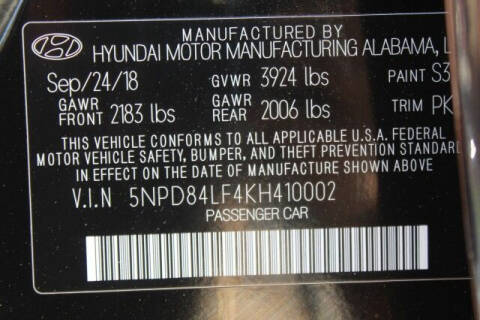 MANUFACTURED BY
HYUNDAI MOTOR MANUFACTURING ALABAMA, L
Sep/24/18 GVWR 3924 lbs PAINT S3
GAWR FRONT 2183 lbs GAWR REAR 2006 lbs TRIM PK
THIS VEHICLE CONFORMS TO ALL APPLICABLE U.S.A. FEDERAL
MOTOR VEHICLE SAFETY, BUMPER, AND THEFT PREVENTION STANDARDS
IN EFFECT ON THE DATE OF MANUFACTURE SHOWN ABOVE.
V.I.N 5NPD84LF4KH410002
PASSENGER CAR